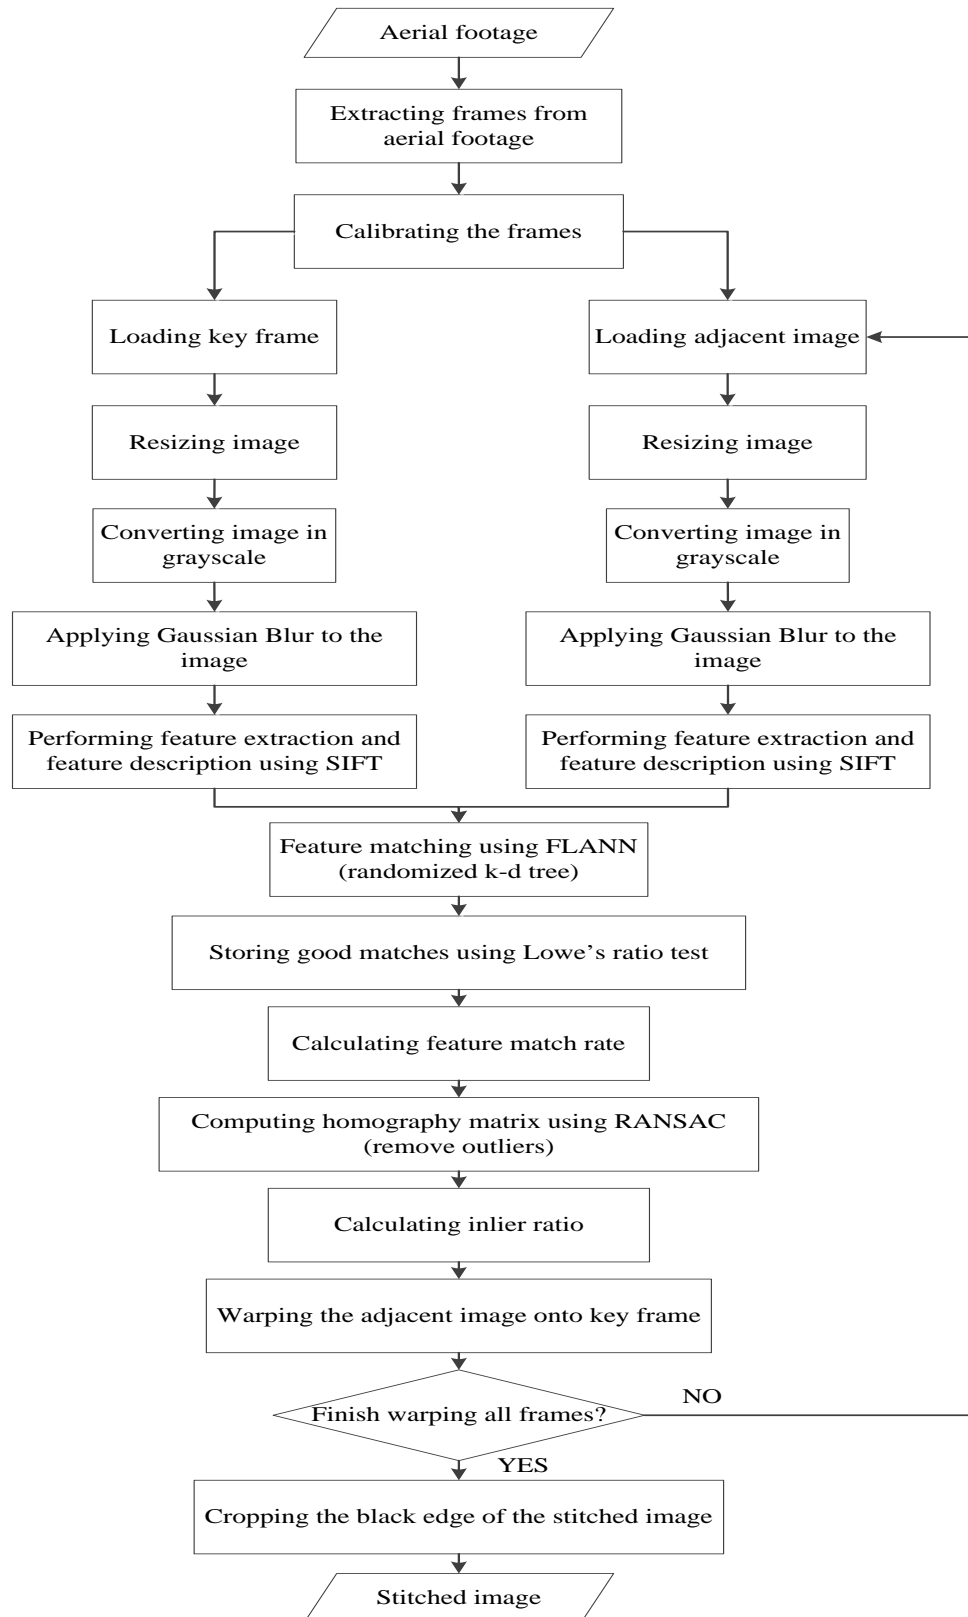 Aerial footage
Extracting frames from
aerial footage
Calibrating the frames
Loading key frame
Loading adjacent image
Resizing image
Resizing image
Converting image in
grayscale
Converting image in
grayscale
Applying Gaussian Blur to the
image
Applying Gaussian Blur to the
image
Performing feature extraction and
feature description using SIFT
Performing feature extraction and
feature description using SIFT
Feature matching using FLANN
(randomized k-d tree)
Storing good matches using Lowe’s ratio test
Calculating feature match rate
Computing homography matrix using RANSAC
(remove outliers)
Calculating inlier ratio
Warping the adjacent image onto key frame
Finish warping all frames?
NO
YES
Cropping the black edge of the stitched image
Stitched image